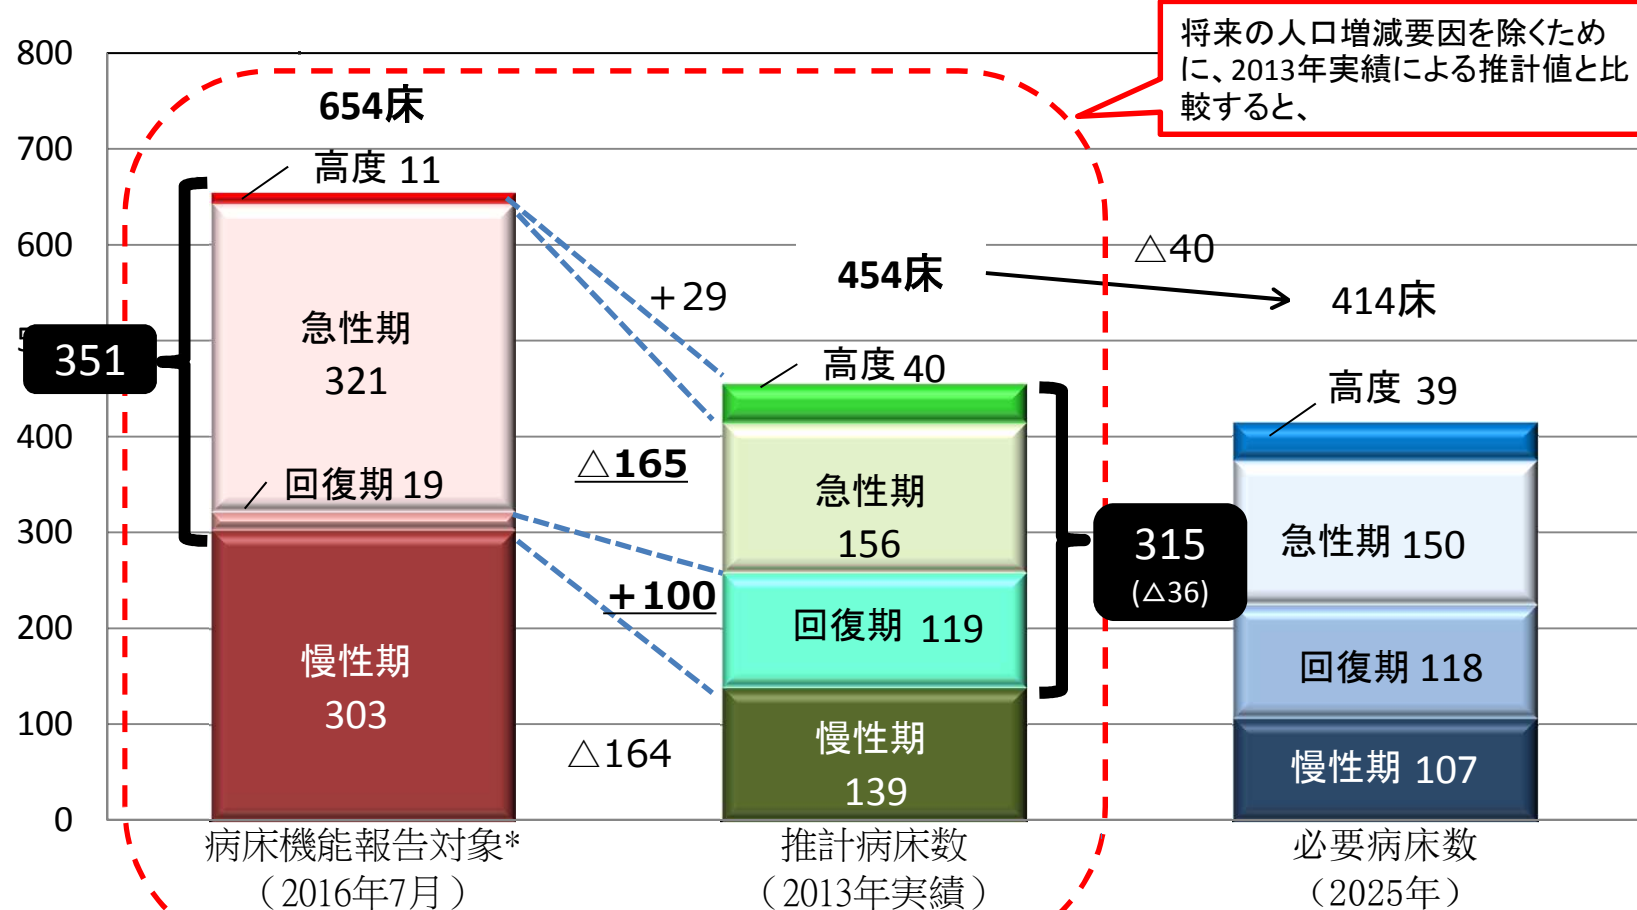 将来の人口増減要因を除くため
に、2013年実績による推計値と比
較すると、
800
700
600
400
300
200
100
0
654床
高度 11
急性期
321
回復期 19
慢性期
303
351
+29
△165
+100
△164
454床
高度 40
急性期
156
回復期 119
慢性期
139
315
(△36)
△40
414床
高度 39
急性期 150
回復期 118
慢性期 107
病床機能報告対象*
（2016年7月）
推計病床数
（2013年実績）
必要病床数
（2025年）